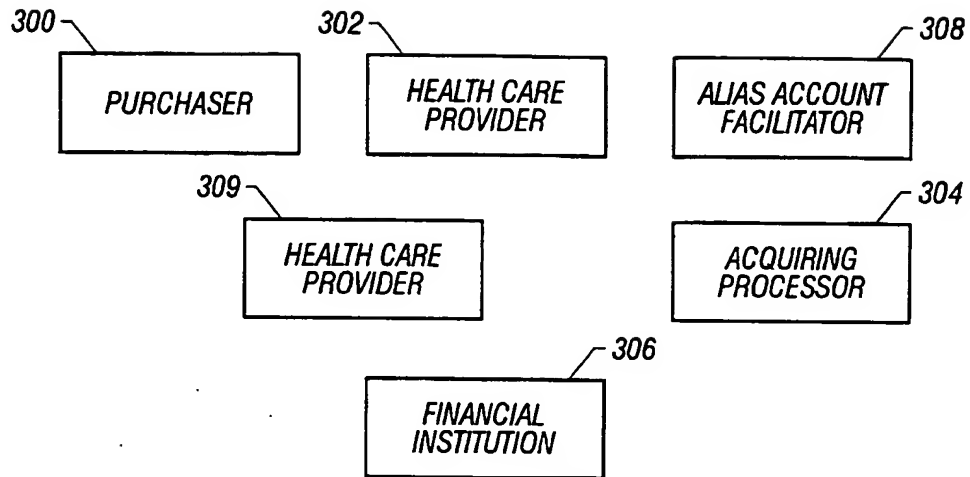 300
PURCHASER
302
HEALTH CARE
PROVIDER
308
ALIAS ACCOUNT
FACILITATOR
309
HEALTH CARE
PROVIDER
304
ACQUIRING
PROCESSOR
306
FINANCIAL
INSTITUTION